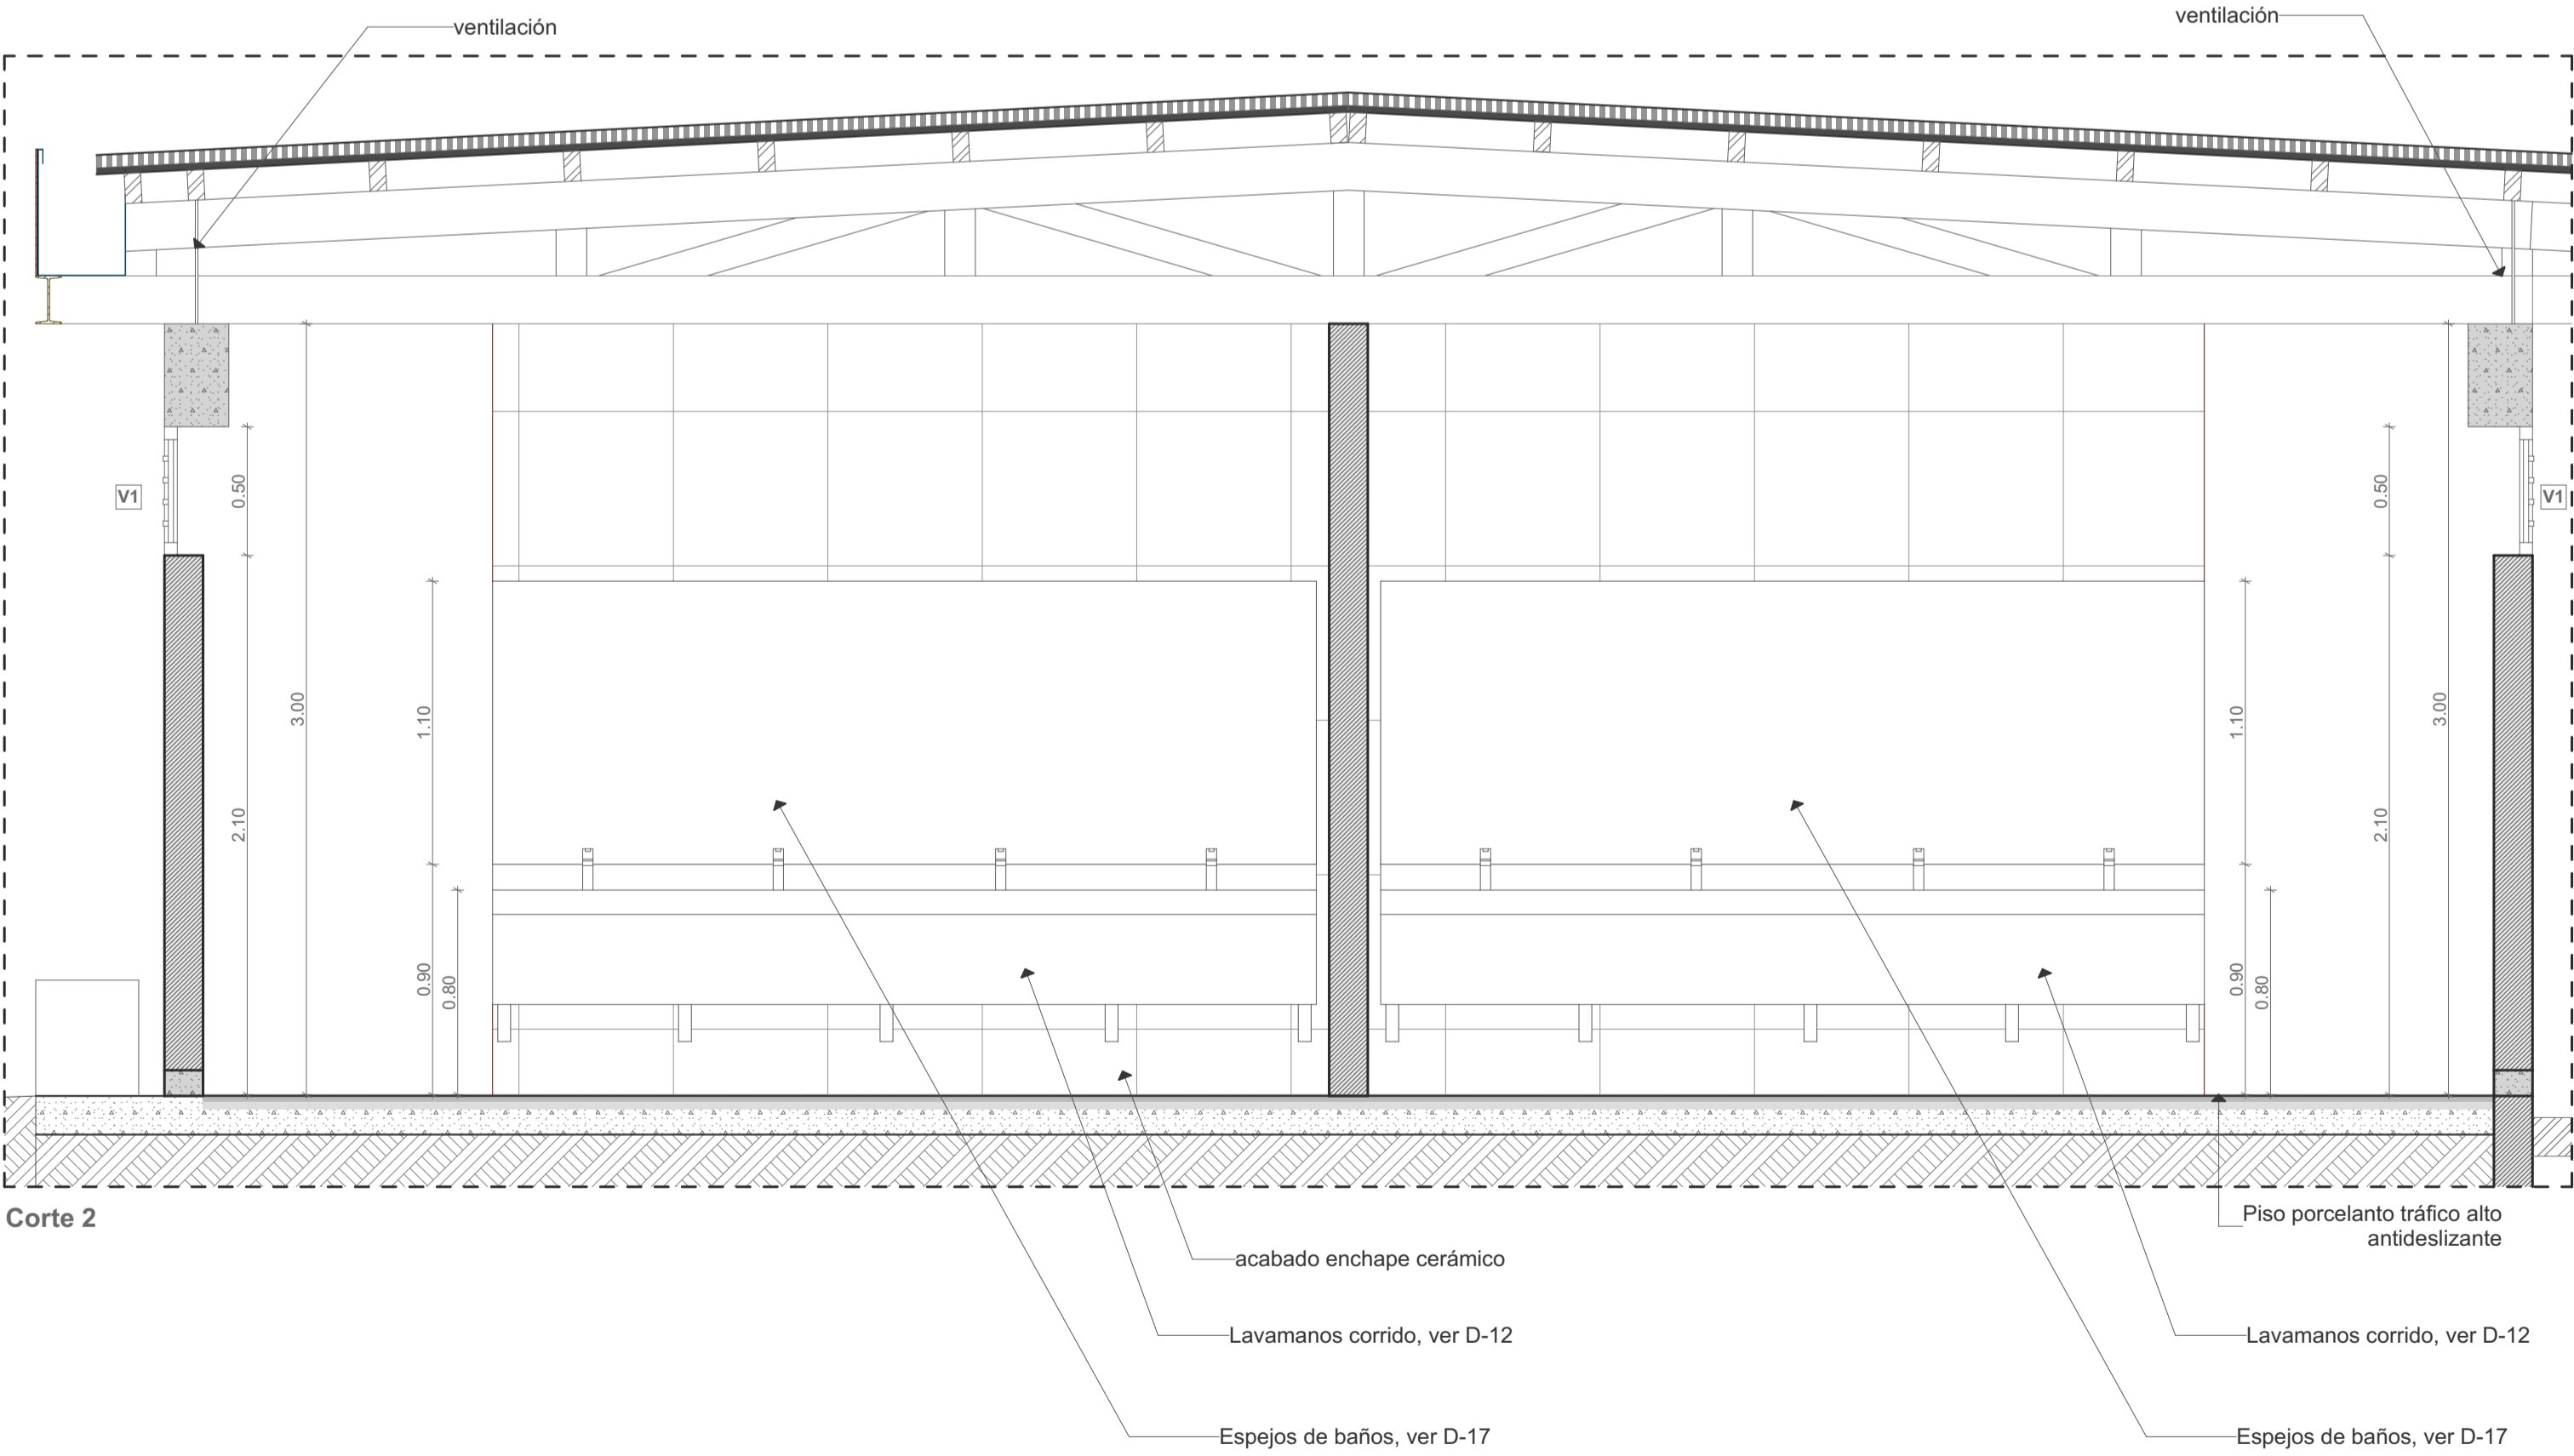 ventilación
ventilación
V1
0.50
0.50
V1
3.00
1.10
1.10
3.00
2.10
2.10
0.90
0.80
0.90
0.80
Corte 2
Piso porcelanto tráfico alto
antideslizante
acabado enchape cerámico
Lavamanos corrido, ver D-12
Lavamanos corrido, ver D-12
Espejos de baños, ver D-17
Espejos de baños, ver D-17